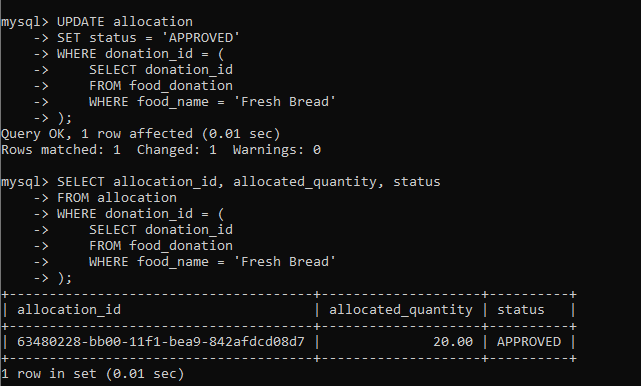 mysql> UPDATE allocation
    -> SET status = 'APPROVED'
    -> WHERE donation_id = (
    ->     SELECT donation_id
    ->     FROM food_donation
    ->     WHERE food_name = 'Fresh Bread'
    -> );
Query OK, 1 row affected (0.01 sec)
Rows matched: 1  Changed: 1  Warnings: 0

mysql> SELECT allocation_id, allocated_quantity, status
    -> FROM allocation
    -> WHERE donation_id = (
    ->     SELECT donation_id
    ->     FROM food_donation
    ->     WHERE food_name = 'Fresh Bread'
    -> );
+--------------------------------------+--------------------+----------+
| allocation_id                        | allocated_quantity | status   |
+--------------------------------------+--------------------+----------+
| 63480228-bb00-11f1-bea9-842afdcd08d7 |              20.00 | APPROVED |
+--------------------------------------+--------------------+----------+
1 row in set (0.01 sec)